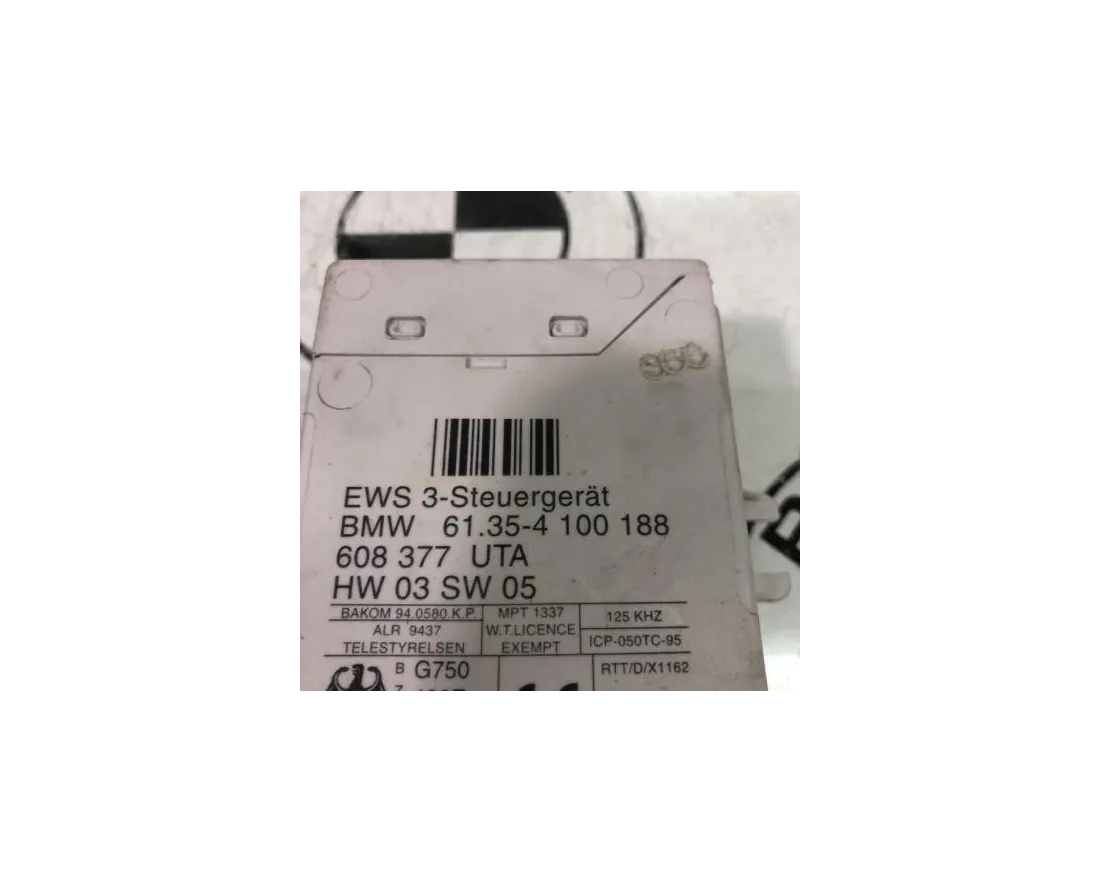 EWS 3-Steuergerät
BMW 61.35-4 100 188
608 377 UTA
HW 03 SW 05
BAKOM 94.0580.K.P.
ALR 9437
TELESTYRELSEN
MPT 1337
W.T.LICENCE
EXEMPT
125 KHZ
ICP-050TC-95
B G750
Z
RTT/D/X1162